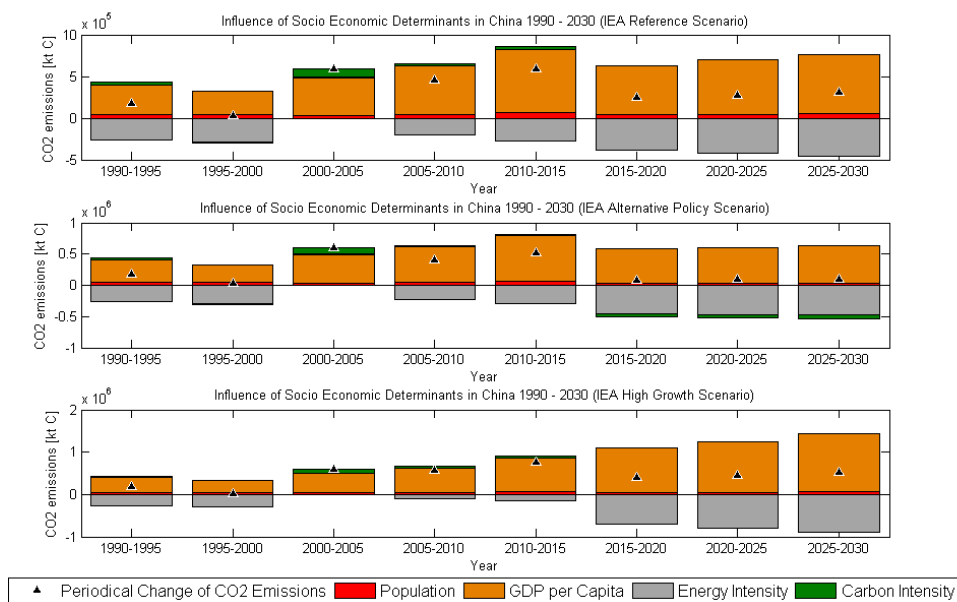 Influence of Socio Economic Determinants in China 1990 - 2030 (IEA Reference Scenario)
x 10^5
10
5
0
-5
CO2 emissions [kt C]
1990-1995 1995-2000 2000-2005 2005-2010 2010-2015 2015-2020 2020-2025 2025-2030
Year
Influence of Socio Economic Determinants in China 1990 - 2030 (IEA Alternative Policy Scenario)
x 10^6
1
0.5
0
-0.5
-1
CO2 emissions [kt C]
1990-1995 1995-2000 2000-2005 2005-2010 2010-2015 2015-2020 2020-2025 2025-2030
Year
Influence of Socio Economic Determinants in China 1990 - 2030 (IEA High Growth Scenario)
x 10^6
2
1
0
-1
CO2 emissions [kt C]
1990-1995 1995-2000 2000-2005 2005-2010 2010-2015 2015-2020 2020-2025 2025-2030
Year
Periodical Change of CO2 Emissions Population GDP per Capita Energy Intensity Carbon Intensity